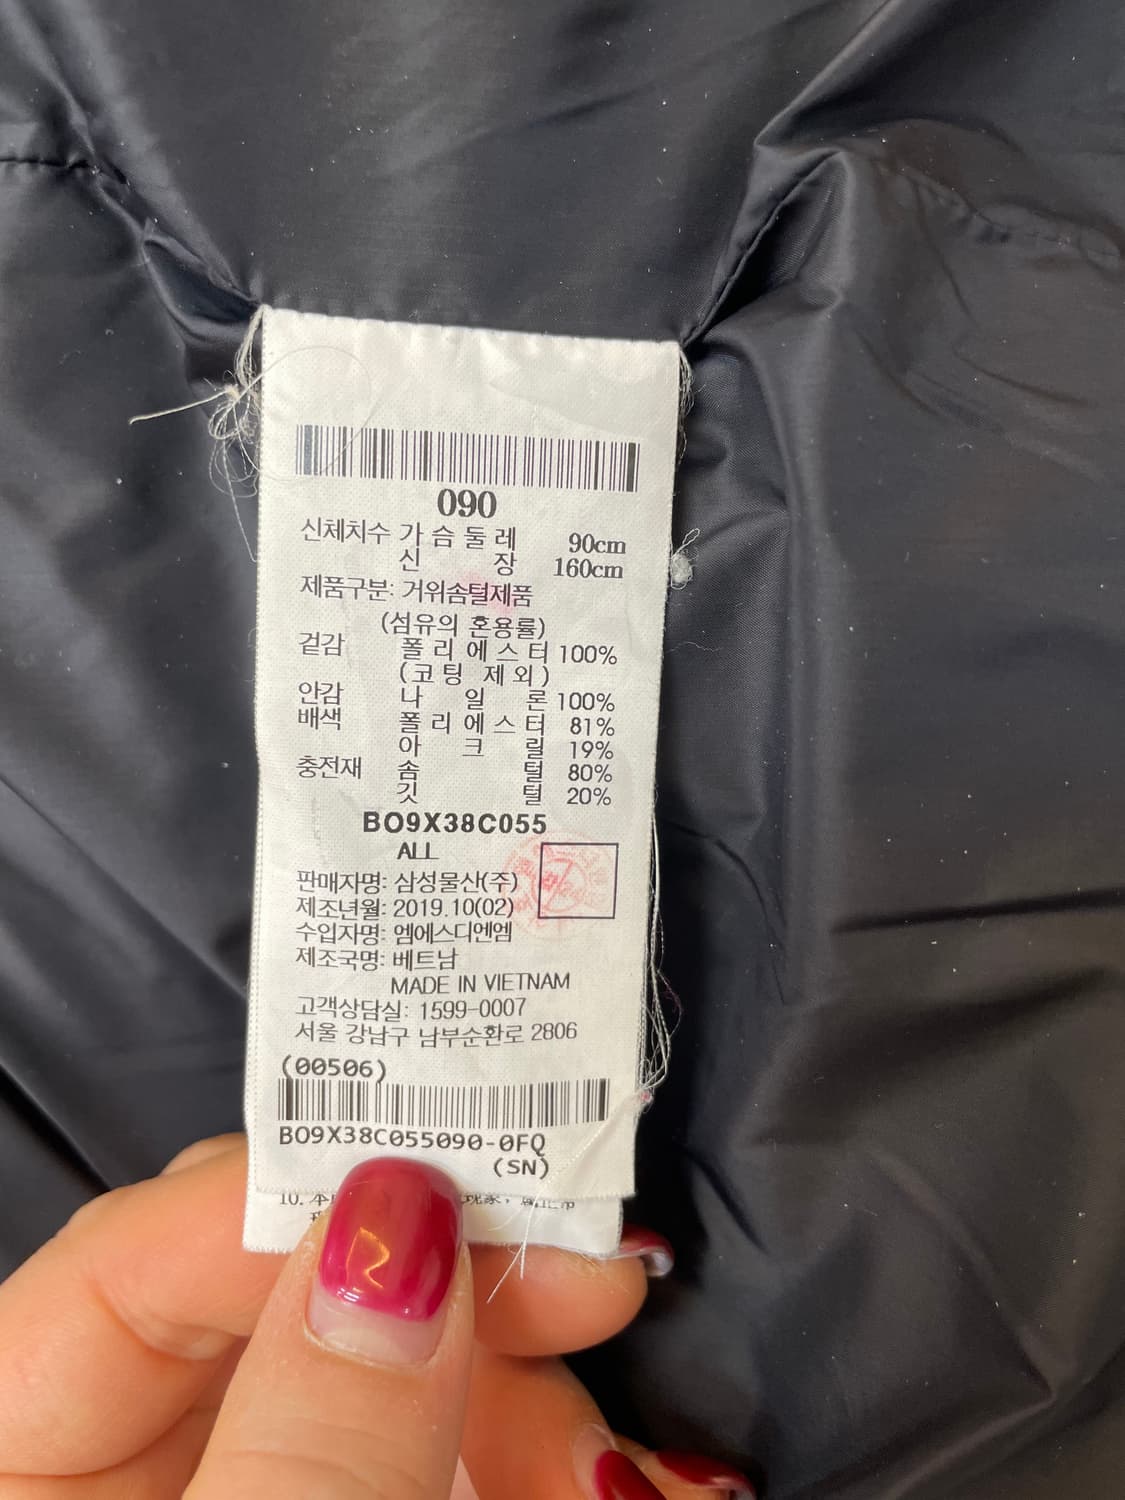 090
신체치수 가슴둘레 90cm
신장 160cm
제품구분: 거위솜털제품
(섬유의 혼용률)
겉감 폴리에스터 100%
(코팅 제외)
안감 나일론 100%
배색 폴리에스터 81%
아크릴 19%
충전재 솜털 80%
깃털 20%
BO9X38C055
ALL
판매자명: 삼성물산(주)
제조년월: 2019.10(02)
수입자명: 엠에스디엔엠
제조국명: 베트남
MADE IN VIETNAM
고객상담실: 1599-0007
서울 강남구 남부순환로 2806
(00506)
BO9X38C055090-0FQ
(SN)
10. 本 现象，